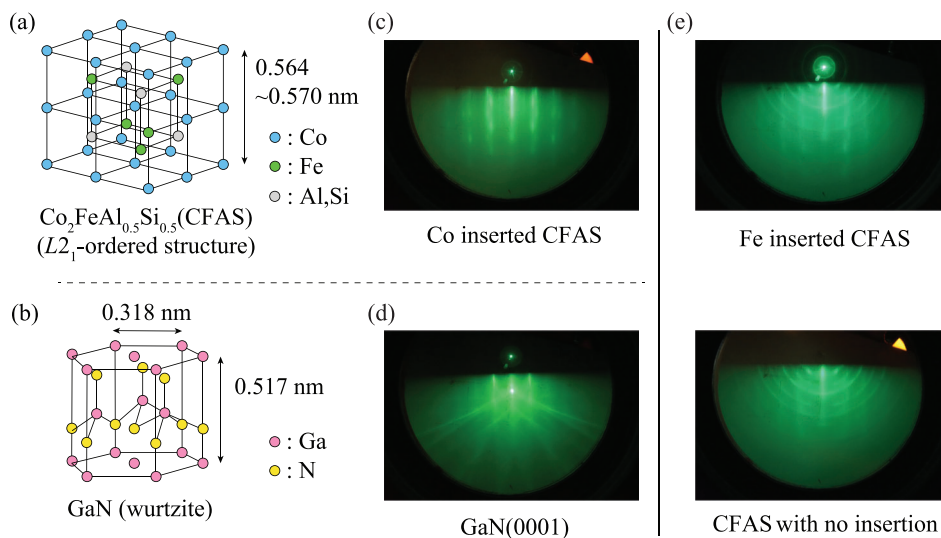 (a)
0.564
~0.570 nm
: Co
: Fe
: Al,Si
Co₂FeAl₀.₅Si₀.₅(CFAS)
(L2₁-ordered structure)
(b)
0.318 nm
0.517 nm
: Ga
: N
GaN (wurtzite)
(c)
Co inserted CFAS
(d)
GaN(0001)
(e)
Fe inserted CFAS
CFAS with no insertion